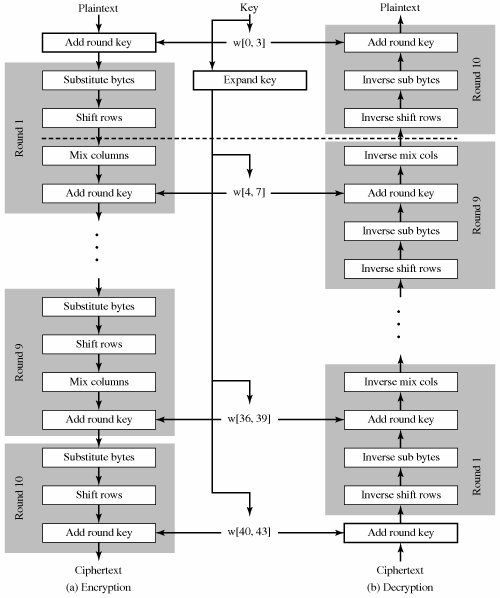 Plaintext
Key
Plaintext
Add round key
w[0, 3]
Add round key
Substitute bytes
Expand key
Inverse sub bytes
Shift rows
Inverse shift rows
Round 1
Round 10
Mix columns
Inverse mix cols
Add round key
w[4, 7]
Add round key
Inverse sub bytes
Inverse shift rows
Round 9
Substitute bytes
Shift rows
Mix columns
Inverse mix cols
Round 9
Add round key
w[36, 39]
Add round key
Substitute bytes
Inverse sub bytes
Shift rows
Inverse shift rows
Round 10
Round 1
Add round key
w[40, 43]
Add round key
Ciphertext
Ciphertext
(a) Encryption
(b) Decryption